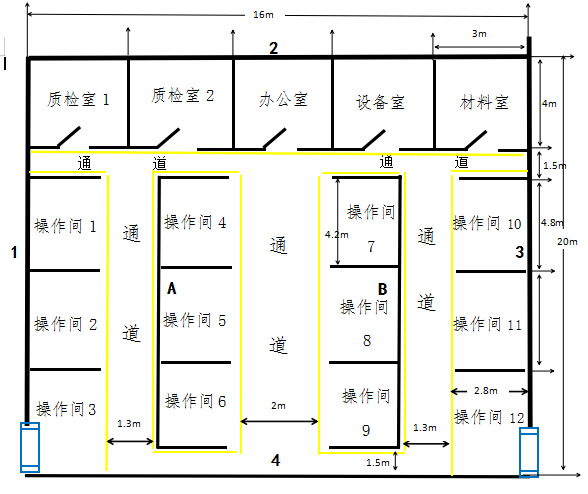 16m
2
3m
质检室 1
质检室 2
办公室
设备室
材料室
4m
通 道
通 道
1.5m
操作间 1
通
操作间 4
通
操作间
7
4.2m
通
操作间 10
4.8m
1
3
20m
A
B
操作间 2
道
操作间 5
道
操作间
8
道
操作间 11
操作间 3
操作间 6
操作间
9
2.8m
操作间 12
1.3m
2m
1.3m
4
1.5m